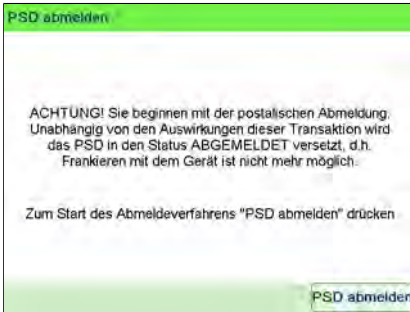 PSD abmelden
ACHTUNG! Sie beginnen mit der postalischen Abmeldung.
Unabhängig von den Auswirkungen dieser Transaktion wird
das PSD in den Status ABGEMELDET versetzt, d.h.
Frankieren mit dem Gerät ist nicht mehr möglich.
Zum Start des Abmeldeverfahrens "PSD abmelden" drücken
PSD abmelden